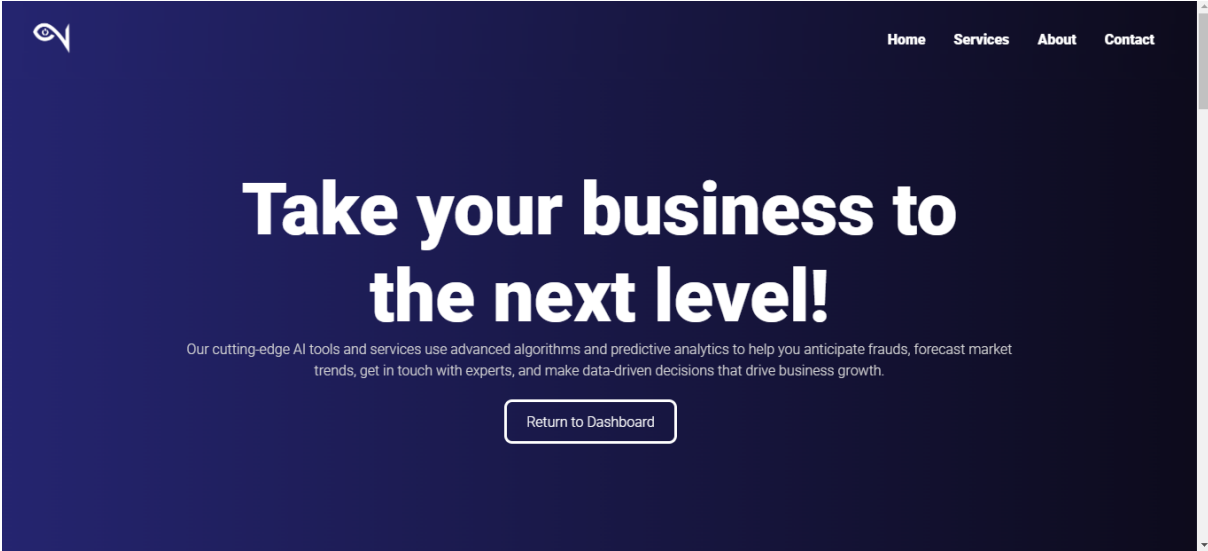 Home Services About Contact
Take your business to
the next level!
Our cutting-edge AI tools and services use advanced algorithms and predictive analytics to help you anticipate frauds, forecast market
trends, get in touch with experts, and make data-driven decisions that drive business growth.
Return to Dashboard